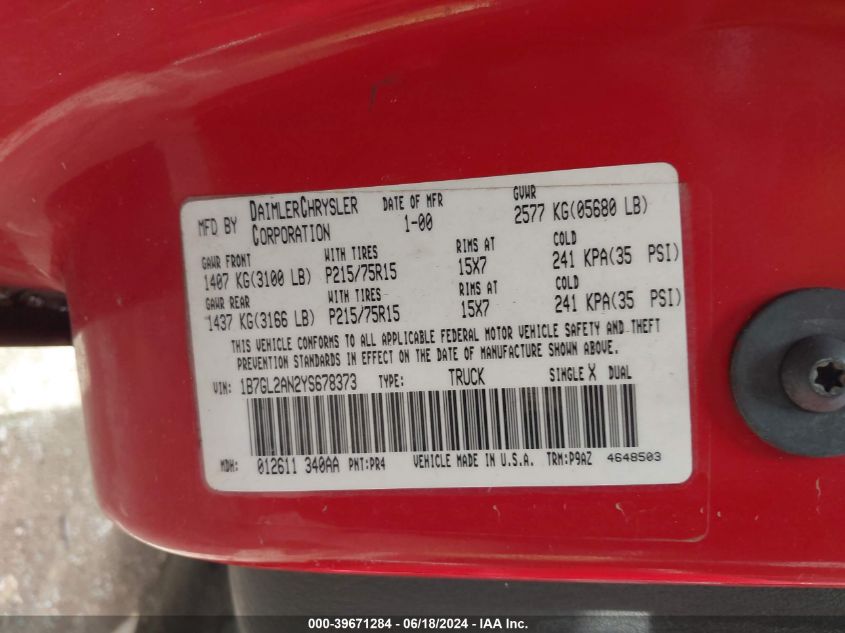 MFD BY DAIMLERCHRYSLER CORPORATION DATE OF MFR 1-00 GVWR 2577 KG(05680 LB)
GAWR FRONT WITH TIRES RIMS AT COLD
1407 KG(3100 LB) P215/75R15 15X7 241 KPA(35 PSI)
GAWR REAR WITH TIRES RIMS AT COLD
1437 KG(3166 LB) P215/75R15 15X7 241 KPA(35 PSI)
THIS VEHICLE CONFORMS TO ALL APPLICABLE FEDERAL MOTOR VEHICLE SAFETY AND THEFT
PREVENTION STANDARDS IN EFFECT ON THE DATE OF MANUFACTURE SHOWN ABOVE.
VIN: 1B7GL2AN2YS678373 TYPE: TRUCK SINGLE X DUAL
MDH: 012611 340AA PNT:PR4 VEHICLE MADE IN U.S.A. TRM:P9AZ 4648503
000-39671284 - 06/18/2024 - IAA Inc.